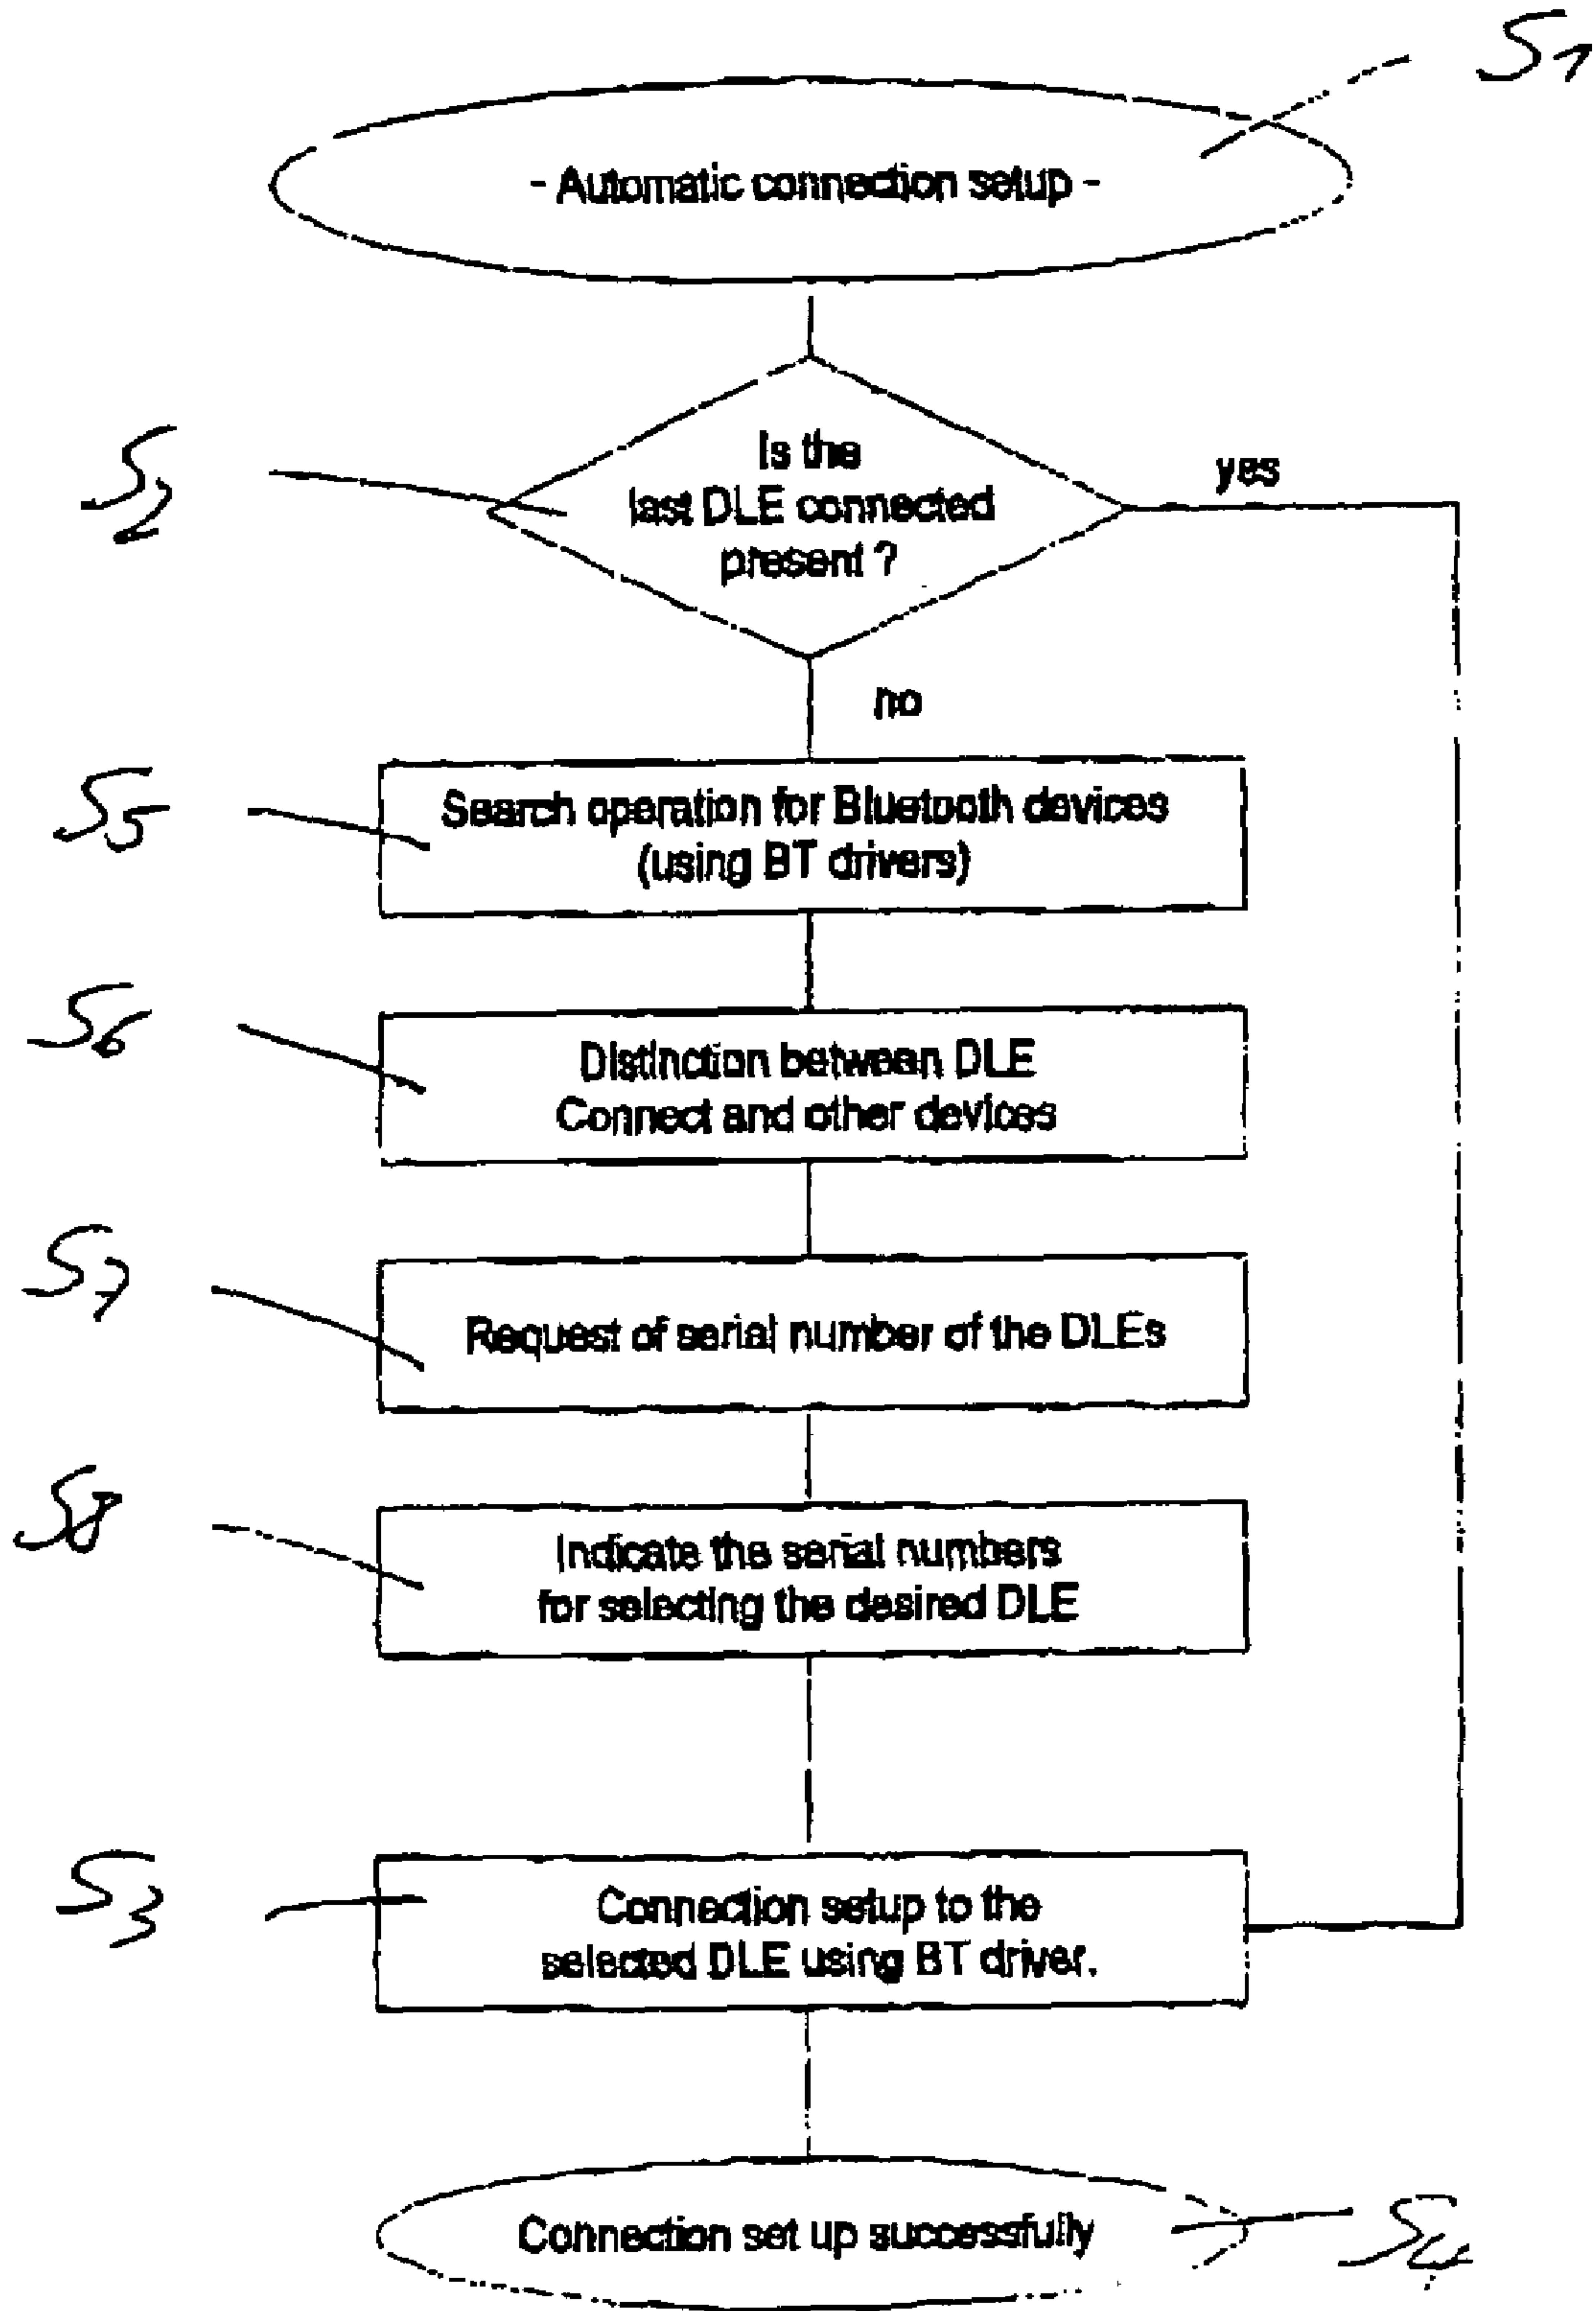 S1
- Automatic connection setup -
S2
Is the
last DLE connected
present ?
yes
no
S5
Search operation for Bluetooth devices
(using BT drivers)
S6
Distinction between DLE
Connect and other devices
S7
Request of serial number of the DLEs
S8
Indicate the serial numbers
for selecting the desired DLE
S3
Connection setup to the
selected DLE using BT driver.
Connection set up successfully
S4